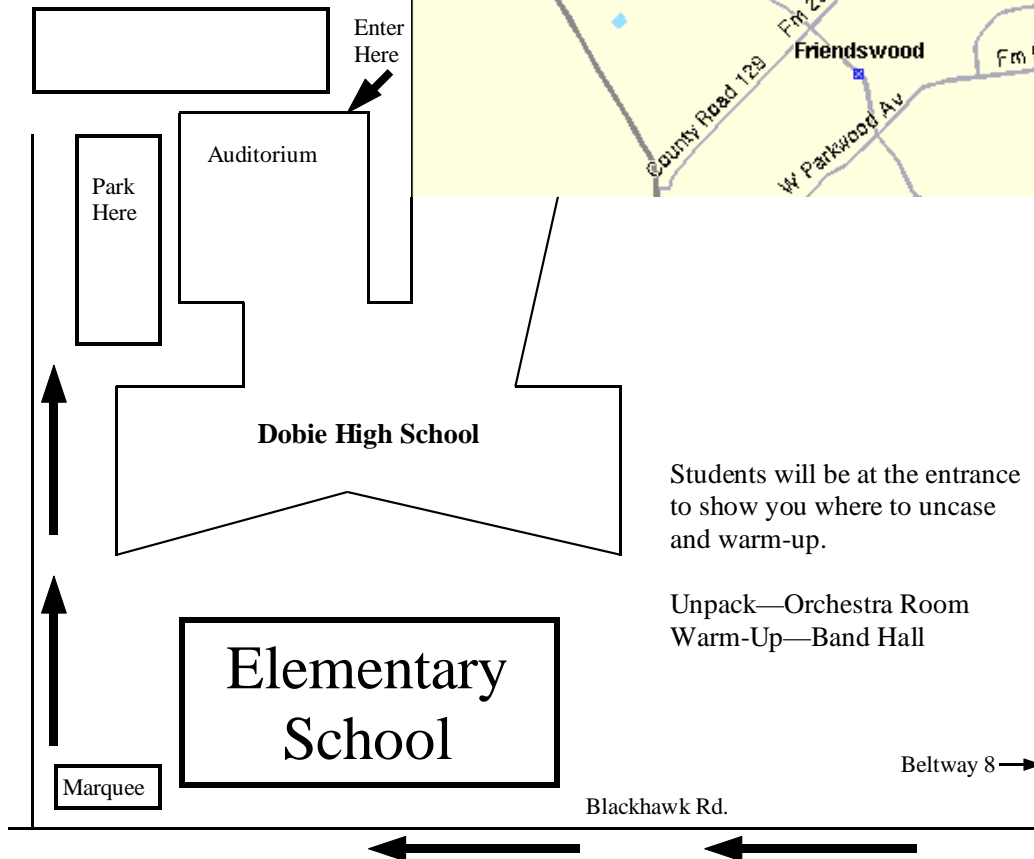 Enter
Here
Auditorium
Park
Here
County Road 129
Friendswood
W Parkwood Av
Dobie High School
Students will be at the entrance
to show you where to uncase
and warm-up.
Unpack—Orchestra Room
Warm-Up—Band Hall
Elementary
School
Marquee
Beltway 8
Blackhawk Rd.